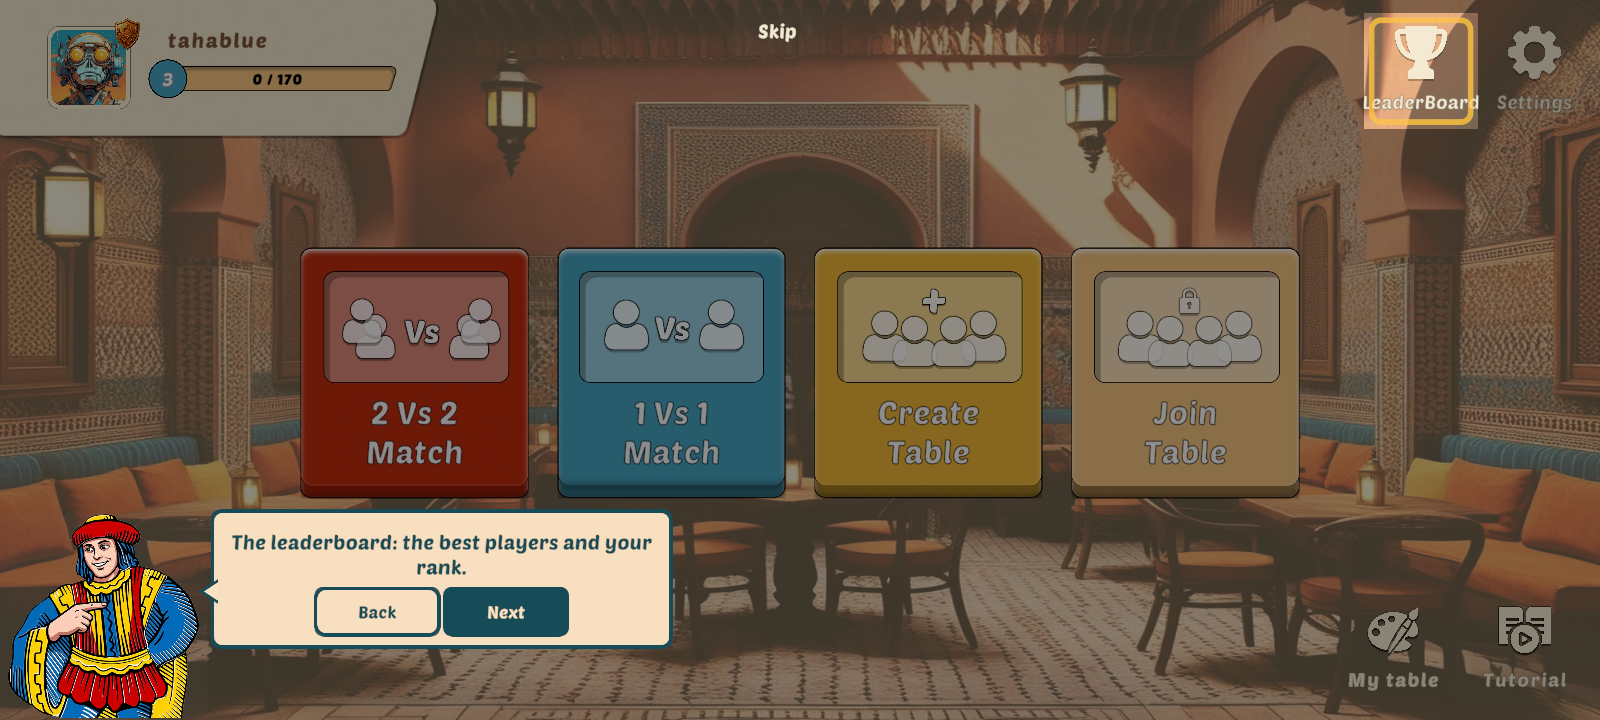 tahablue
3
0 / 170
Skip
LeaderBoard
Settings
Vs
2 Vs 2
Match
Vs
1 Vs 1
Match
Create
Table
Join
Table
The leaderboard: the best players and your
rank.
Back
Next
My table
Tutorial